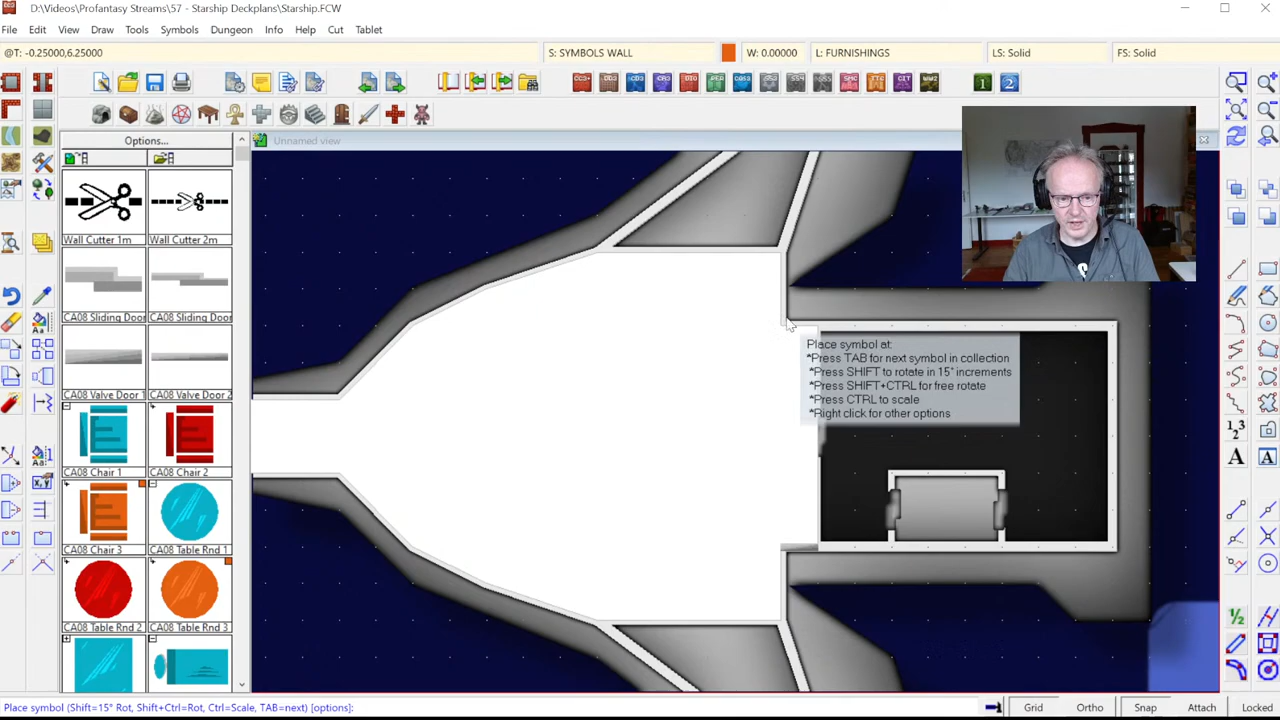 D:\Videos\Profantasy Streams\57 - Starship Deckplans\Starship.FCW
File Edit View Draw Tools Symbols Dungeon Info Help Cut Tablet
@T: -0.25000,6.25000 S: SYMBOLS WALL W: 0.00000 L: FURNISHINGS LS: Solid FS: Solid
1 2
Options...
Unnamed view
Wall Cutter 1m Wall Cutter 2m
CA08 Sliding Door CA08 Sliding Door
CA08 Valve Door 1 CA08 Valve Door 2
CA08 Chair 1 CA08 Chair 2
CA08 Chair 3 CA08 Table Rnd 1
CA08 Table Rnd 2 CA08 Table Rnd 3
Place symbol at:
*Press TAB for next symbol in collection
*Press SHIFT to rotate in 15° increments
*Press SHIFT+CTRL for free rotate
*Press CTRL to scale
*Right click for other options
Place symbol (Shift=15° Rot, Shift+Ctrl=Rot, Ctrl=Scale, TAB=next) [options]:
Grid Ortho Snap Attach Locked